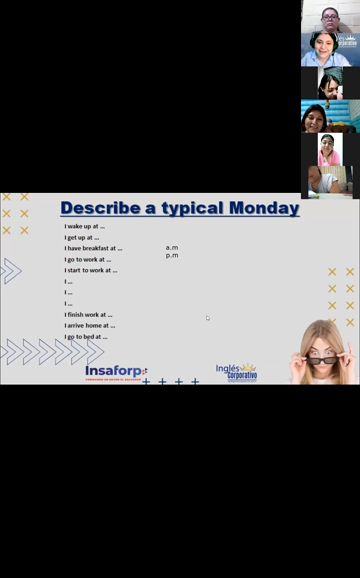 Describe a typical Monday
I wake up at ...
I get up at ...
I have breakfast at ...
a.m
p.m
I go to work at ...
I start to work at ...
I ...
I ...
I ...
I finish work at ...
I arrive home at ...
I go to bed at ...
Insaforp
Inglés
Corporativo